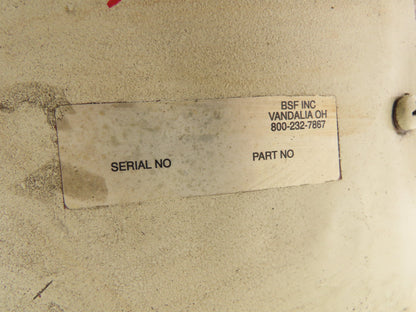 BSF INC
VANDALIA OH
800-232-7867
SERIAL NO
PART NO